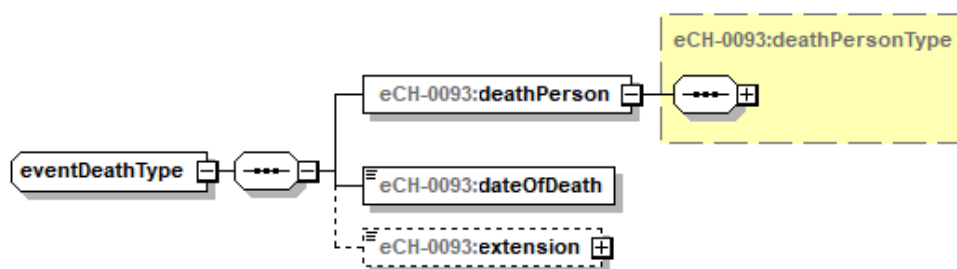 eCH-0093:deathPersonType
eCH-0093:deathPerson
eventDeathType
eCH-0093:dateOfDeath
eCH-0093:extension